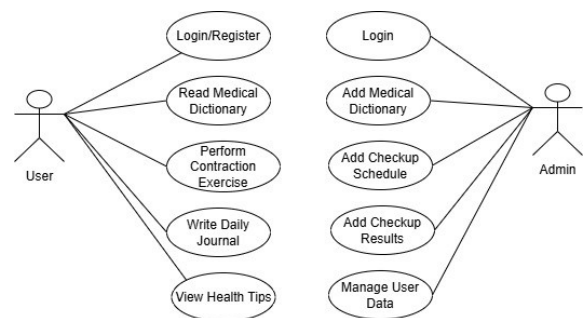 Login/Register
Login
Read Medical
Dictionary
Add Medical
Dictionary
Perform
Contraction
Exercise
Add Checkup
Schedule
User
Admin
Write Daily
Journal
Add Checkup
Results
View Health Tips
Manage User
Data